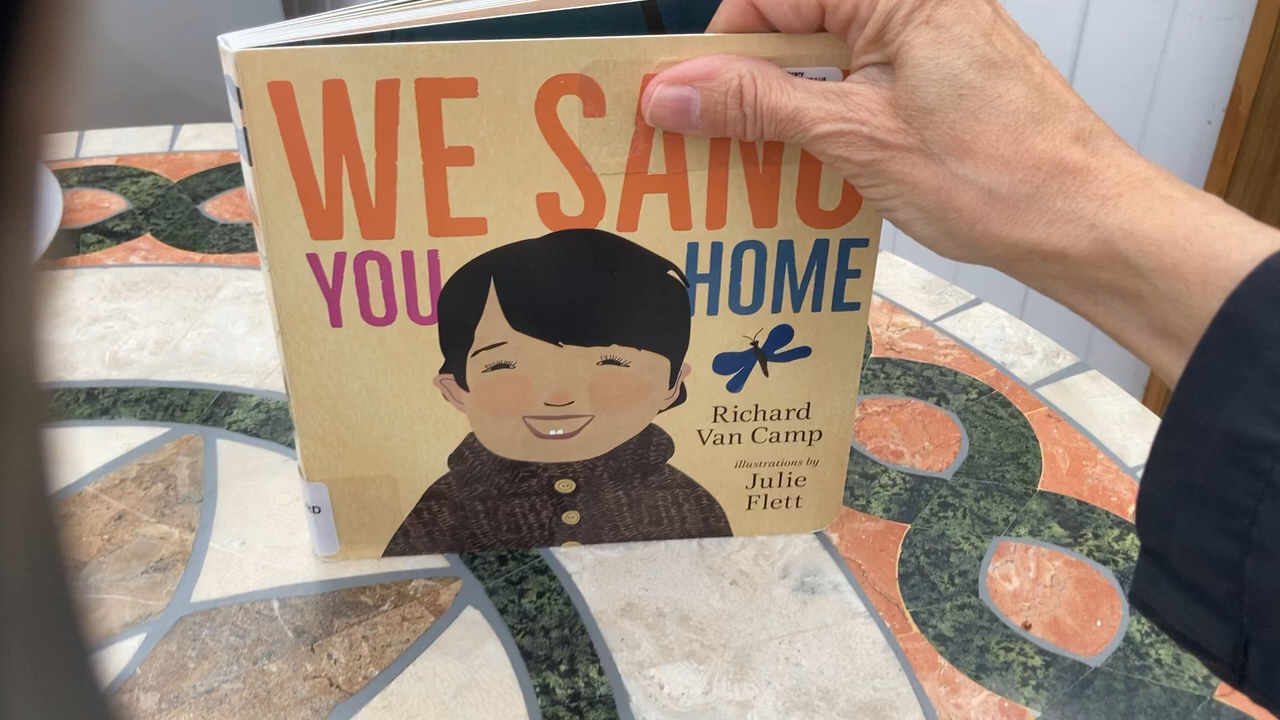 WE SANG
YOU HOME
Richard
Van Camp
illustrations by
Julie
Flett